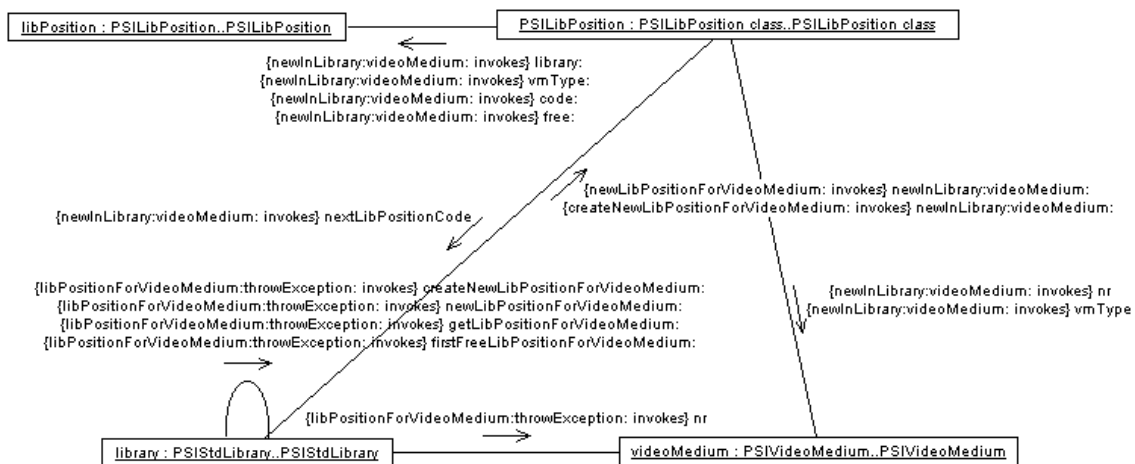 libPosition : PSILibPosition..PSILibPosition
PSILibPosition : PSILibPosition class..PSILibPosition class
{newInLibrary:videoMedium: invokes} library:
{newInLibrary:videoMedium: invokes} vmType:
{newInLibrary:videoMedium: invokes} code:
{newInLibrary:videoMedium: invokes} free:
{newLibPositionForVideoMedium: invokes} newInLibrary:videoMedium:
{createNewLibPositionForVideoMedium: invokes} newInLibrary:videoMedium:
{newInLibrary:videoMedium: invokes} nextLibPositionCode
{libPositionForVideoMedium:throwException: invokes} createNewLibPositionForVideoMedium:
{libPositionForVideoMedium:throwException: invokes} newLibPositionForVideoMedium:
{libPositionForVideoMedium:throwException: invokes} getLibPositionForVideoMedium:
{libPositionForVideoMedium:throwException: invokes} firstFreeLibPositionForVideoMedium:
{newInLibrary:videoMedium: invokes} nr
{newInLibrary:videoMedium: invokes} vmType
{libPositionForVideoMedium:throwException: invokes} nr
library : PSIStdLibrary..PSIStdLibrary
videoMedium : PSIVideoMedium..PSIVideoMedium